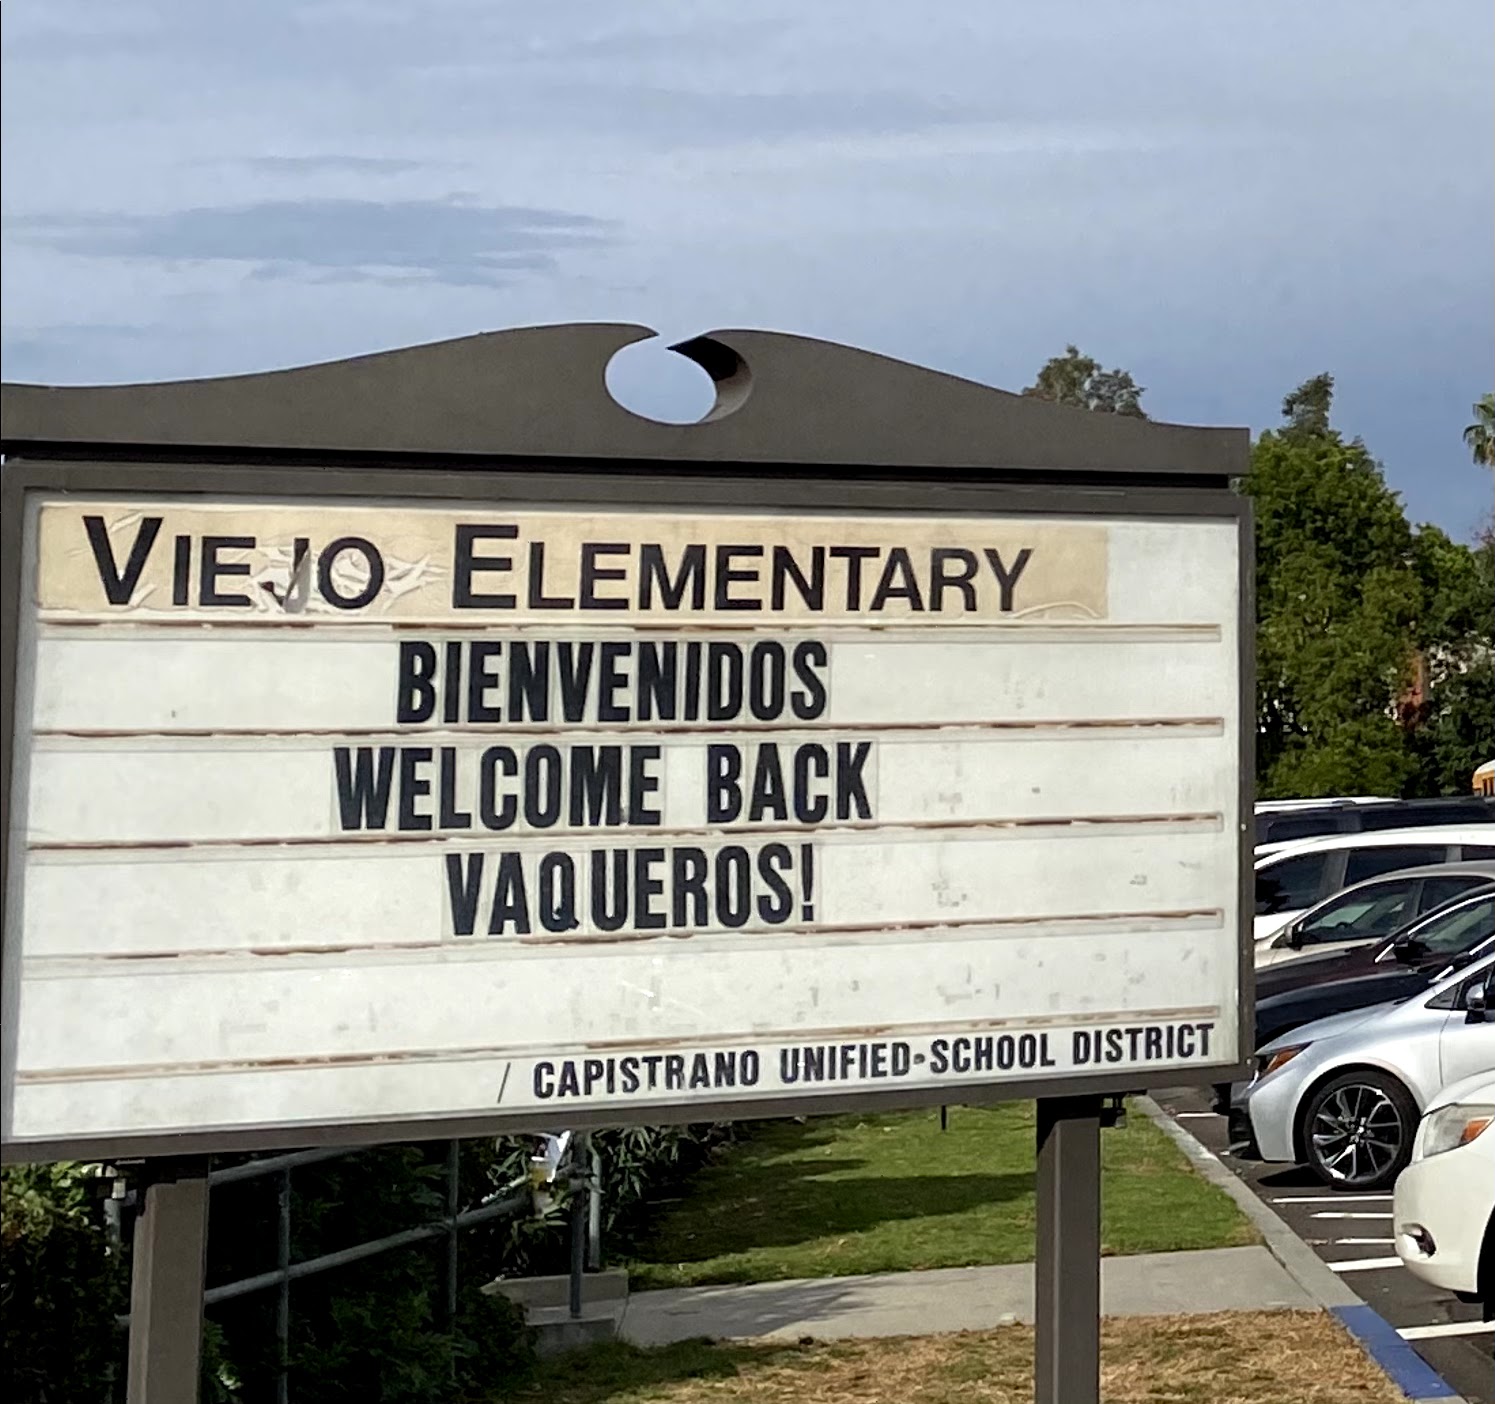 VIEJO ELEMENTARY
BIENVENIDOS
WELCOME BACK
VAQUEROS!
/ CAPISTRANO UNIFIED-SCHOOL DISTRICT